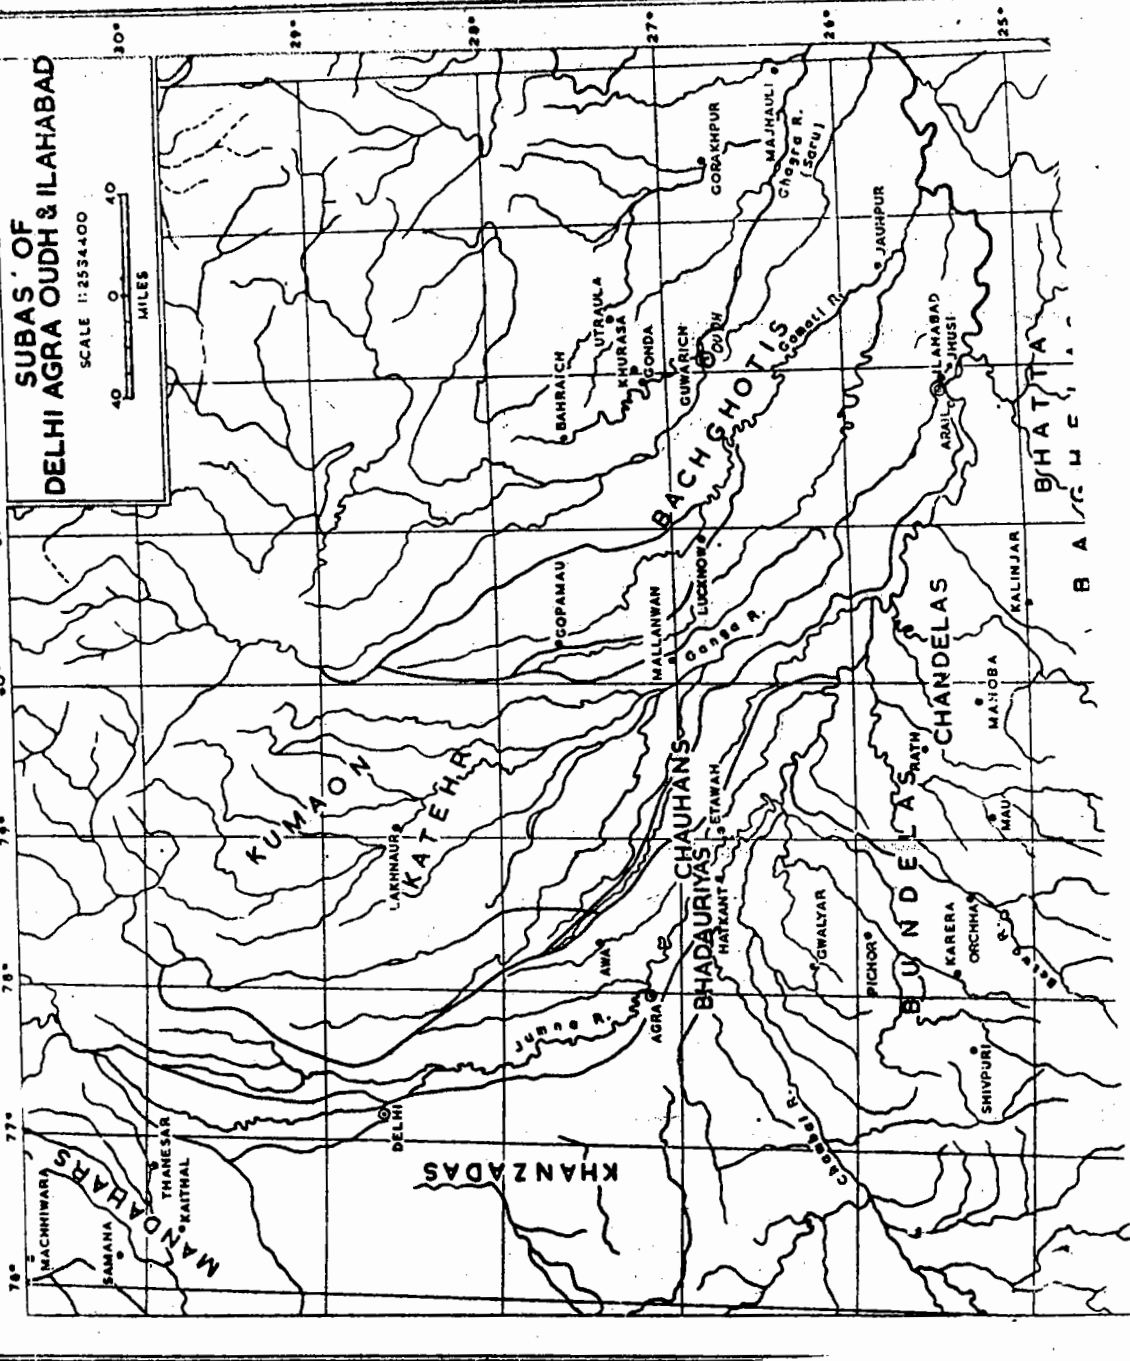 SUBAS' OF
DELHI AGRA OUDH & ILAHABAD
SCALE 1:2534400
40 0 40
MILES
76°
77°
78°
30°
29°
28°
27°
26°
25°
MACHHIWARA
SAMANA
MANDAHARS
THANESAR
KAITHAL
DELHI
KHANZADAS
KUMAON
LAKHNAUR
(KATEHR
Jumna R.
AWA
AGRA
BHADAURIYAS
HATKANT
CHAUHANS
ETAWAH
Chambal R.
GWALYAR
PICHOR
BUNDELAS
KARERA
ORCHHA
Betwa R.
SHIVPURI
MAU
RATH
CHANDELAS
MAHOBA
KALINJAR
GOPAMAU
MALLANWAN
Ganga R.
LUCKNOW
BACHGHOTIS
BAHRAICH
UTRAULA
KHURASA
GONDA
GUWARICH
OUDH
Gomati R.
GORAKHPUR
MAJHAULI
Ghagra R.
(Saru)
JAUNPUR
ILAHABAD
JHUSI
ARAIL
BHATTA